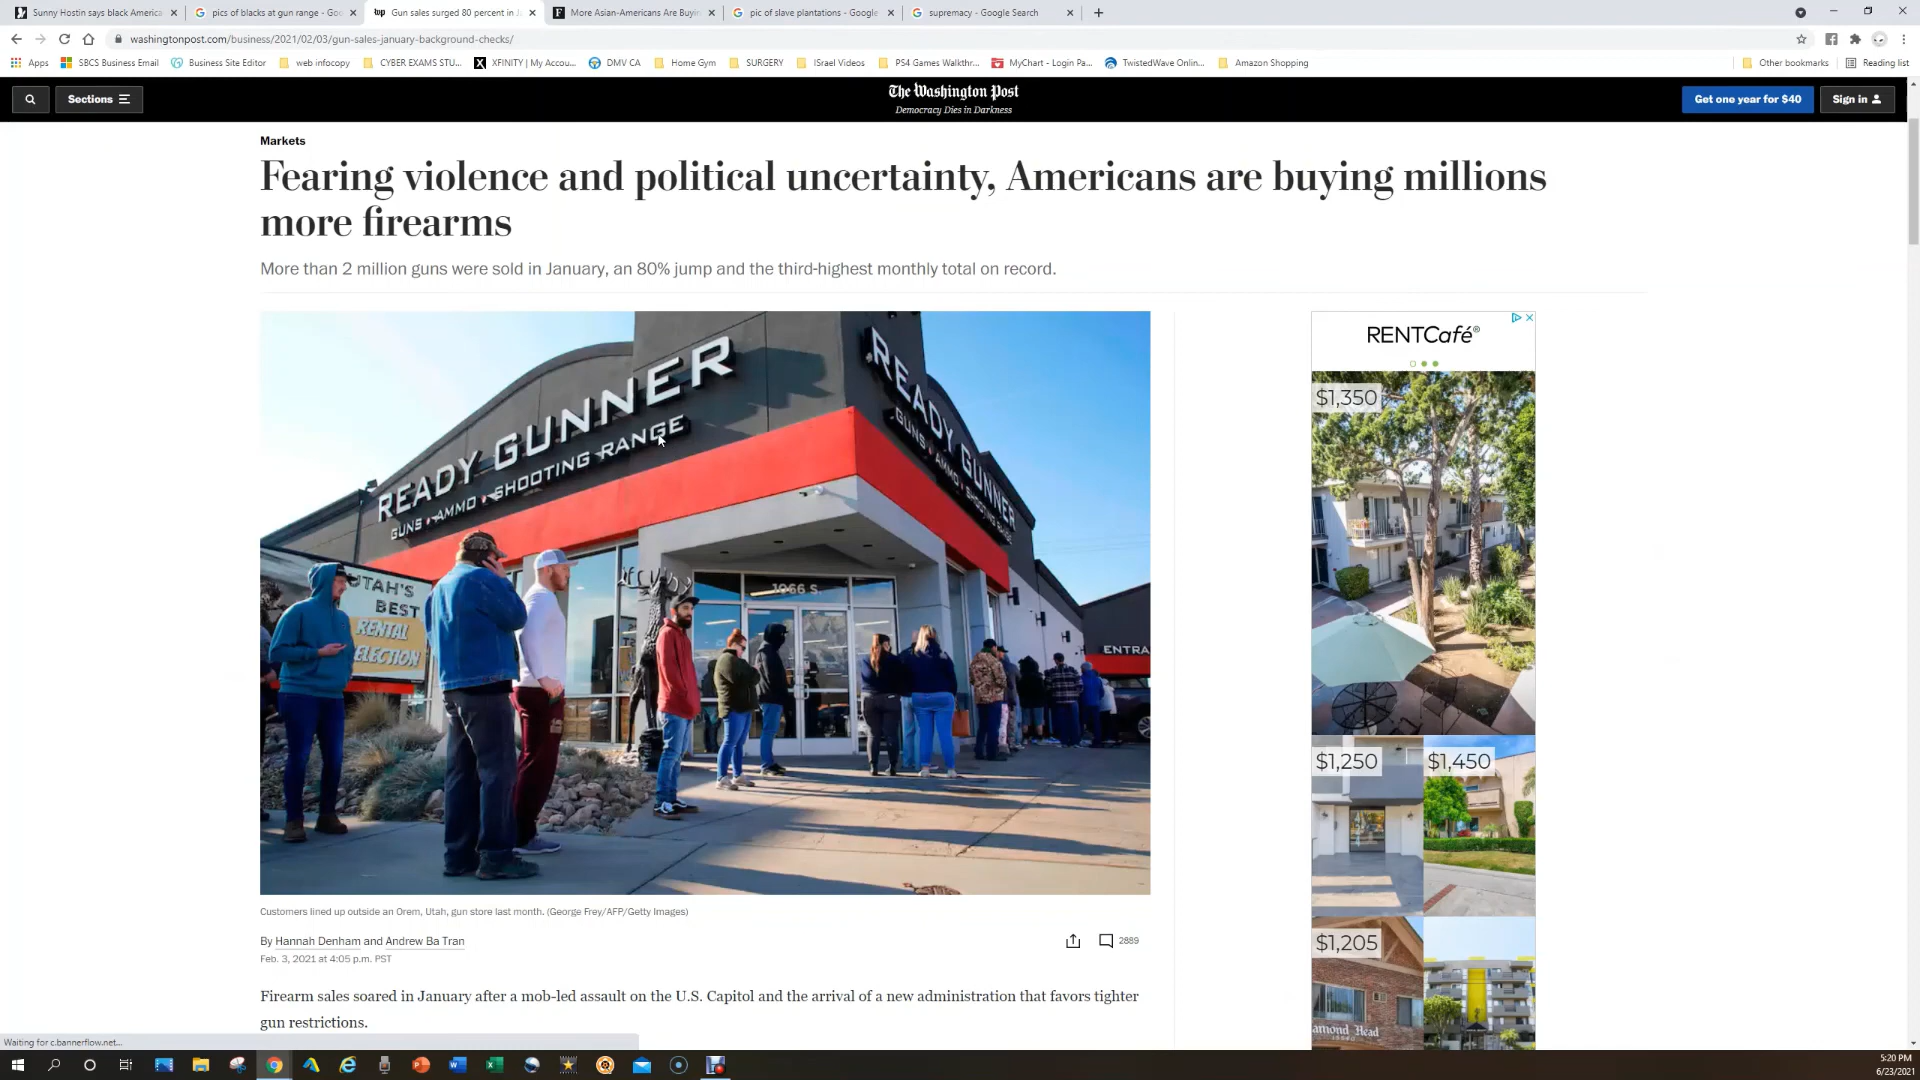 Sunny Hostin says black America
pics of blacks at gun range - Goo
Gun sales surged 80 percent in J
More Asian-Americans Are Buyin
pic of slave plantations - Google
supremacy - Google Search
washingtonpost.com/business/2021/02/03/gun-sales-january-background-checks/
Apps
SBCS Business Email
Business Site Editor
web infocopy
CYBER EXAMS STU...
XFINITY | My Accou...
DMV CA
Home Gym
SURGERY
ISrael Videos
PS4 Games Walkthr...
MyChart - Login Pa...
TwistedWave Onlin...
Amazon Shopping
Other bookmarks
Reading list
Sections
The Washington Post
Democracy Dies in Darkness
Get one year for $40
Sign in
Markets
Fearing violence and political uncertainty, Americans are buying millions
more firearms
More than 2 million guns were sold in January, an 80% jump and the third-highest monthly total on record.
READY GUNNER
GUNS • AMMO • SHOOTING RANGE
READY GUNNER
GUNS • AMMO • SHOOTING RANGE
UTAH'S
BEST
RENTAL
SELECTION
1066 S.
ENTRA
RENTCafé®
$1,350
$1,250
$1,450
$1,205
amond Head
Customers lined up outside an Orem, Utah, gun store last month. (George Frey/AFP/Getty Images)
By Hannah Denham and Andrew Ba Tran
2889
Feb. 3, 2021 at 4:05 p.m. PST
Firearm sales soared in January after a mob-led assault on the U.S. Capitol and the arrival of a new administration that favors tighter
gun restrictions.
Waiting for c.bannerflow.net...
5:20 PM
6/23/2021